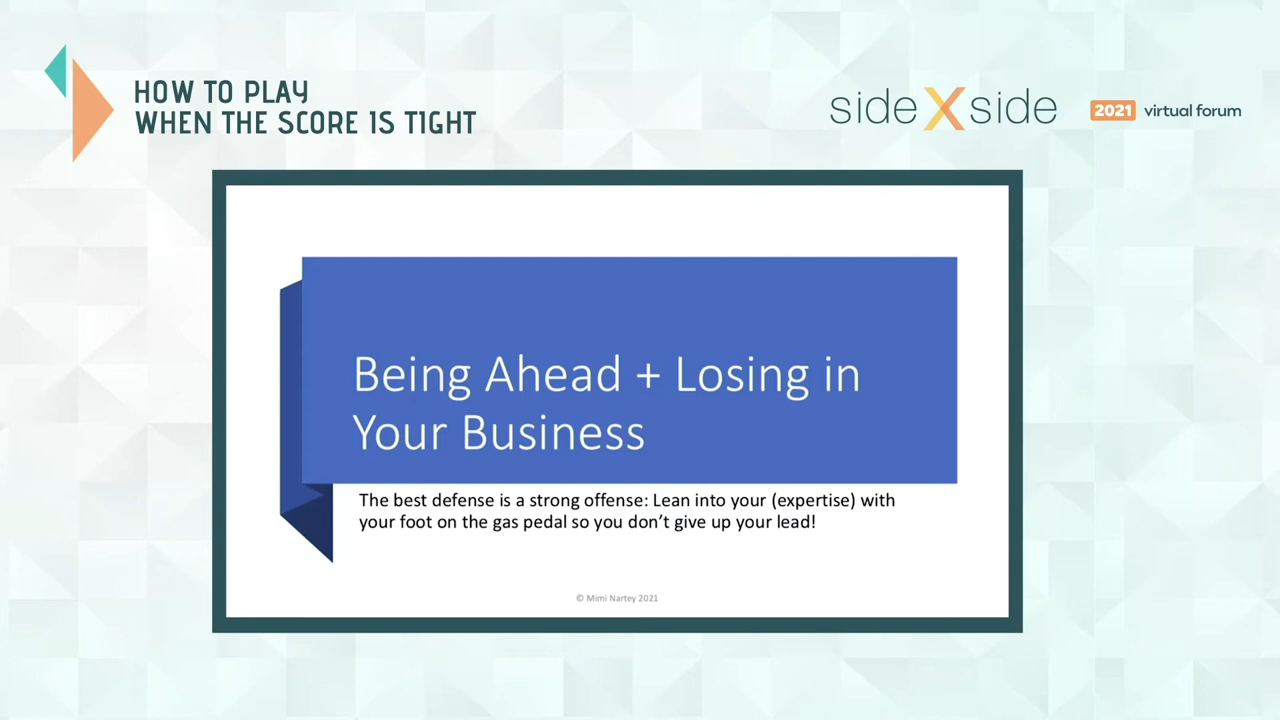 HOW TO PLAY
WHEN THE SCORE IS TIGHT
sideXside
2021 virtual forum
Being Ahead + Losing in
Your Business
The best defense is a strong offense: Lean into your (expertise) with
your foot on the gas pedal so you don’t give up your lead!
© Mimi Nartey 2021